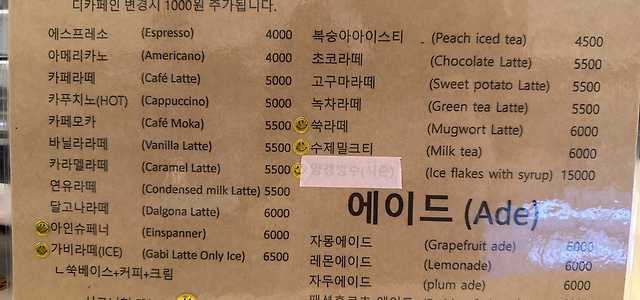 디카페인 변경시 1000원 추가됩니다.
에스프레소 (Espresso) 4000
아메리카노 (Americano) 4000
카페라떼 (Café Latte) 5000
카푸치노(HOT) (Cappuccino) 5000
카페모카 (Café Moka) 5500
바닐라라떼 (Vanilla Latte) 5500
카라멜라떼 (Caramel Latte) 5500
연유라떼 (Condensed milk Latte) 5500
달고나라떼 (Dalgona Latte) 6000
아인슈페너 (Einspanner) 6000
가비라떼(ICE) (Gabi Latte Only Ice) 6500
ㄴ쑥베이스+커피+크림
복숭아아이스티 (Peach iced tea) 4500
초코라떼 (Chocolate Latte) 5500
고구마라떼 (Sweet potato Latte) 5500
녹차라떼 (Green tea Latte) 5500
쑥라떼 (Mugwort Latte) 6000
수제밀크티 (Milk tea) 6000
(Ice flakes with syrup) 15000
에이드 (Ade)
자몽에이드 (Grapefruit ade) 6000
레몬에이드 (Lemonade) 6000
자두에이드 (plum ade) 6000